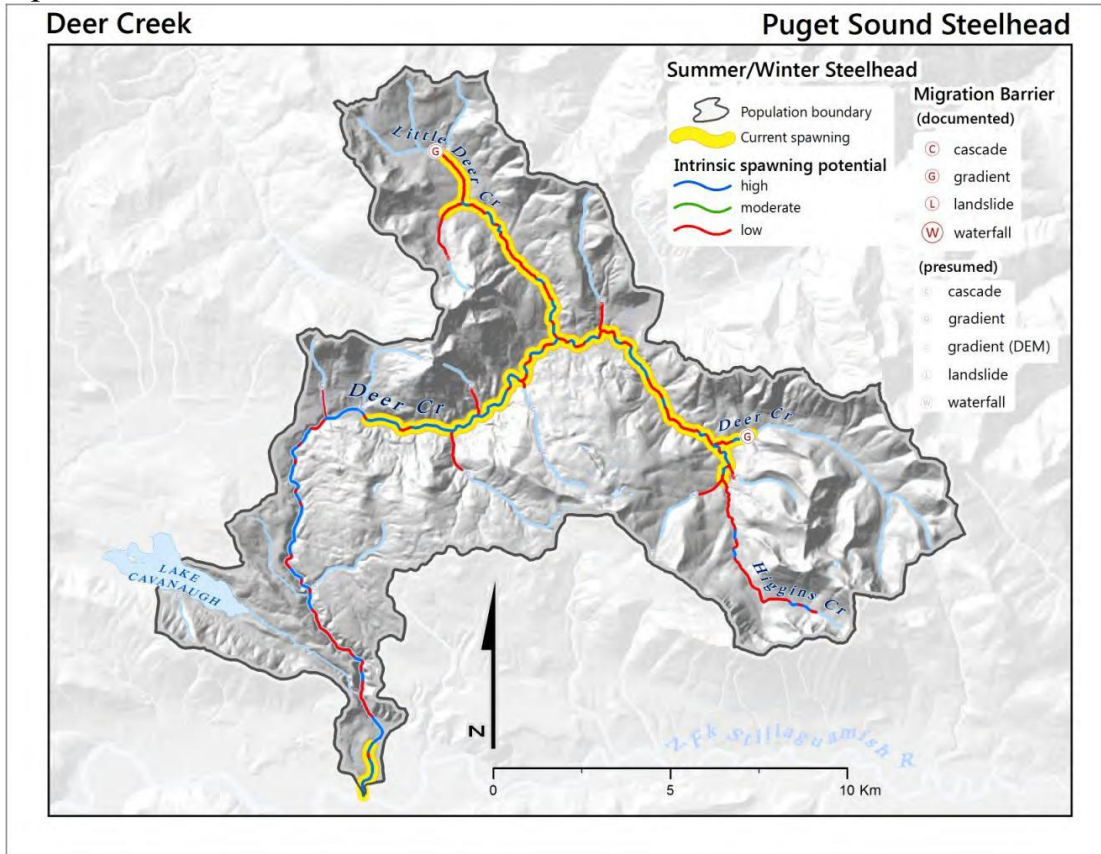 Deer Creek
Puget Sound Steelhead
Summer/Winter Steelhead
Population boundary
Current spawning
Intrinsic spawning potential
high
moderate
low
Migration Barrier
(documented)
C cascade
G gradient
L landslide
W waterfall
(presumed)
C cascade
G gradient
gradient (DEM)
L landslide
W waterfall
Little Deer Cr
G
Deer Cr
Deer Cr
G
Higgins Cr
LAKE
CAVANAUGH
N
N Fk Stillaguamish R
0 5 10 Km